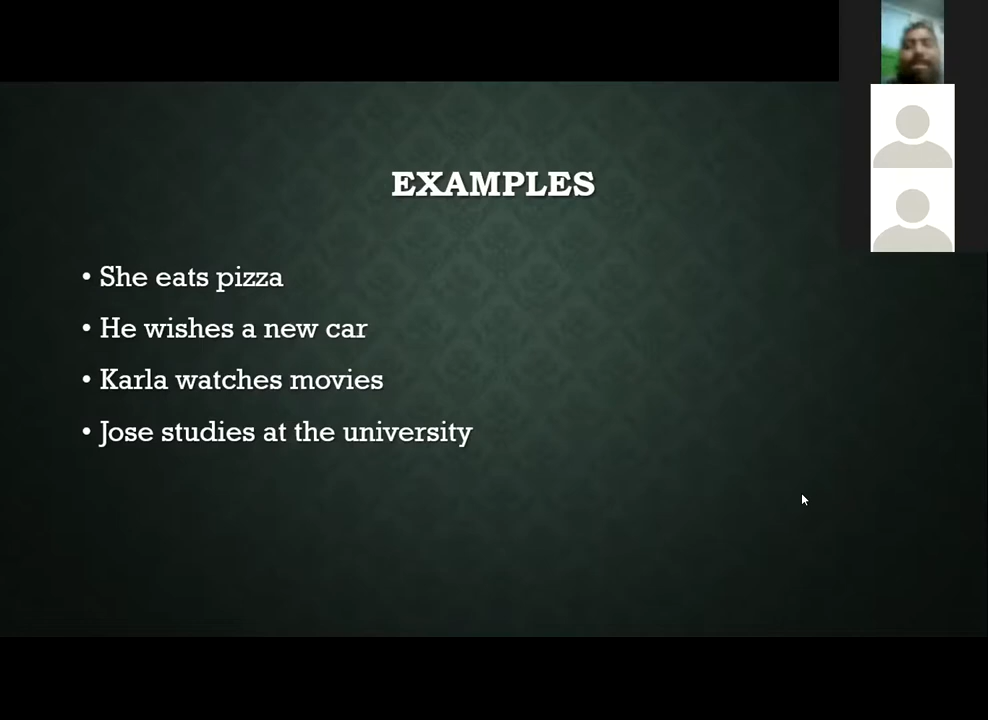 EXAMPLES
• She eats pizza
• He wishes a new car
• Karla watches movies
• Jose studies at the university